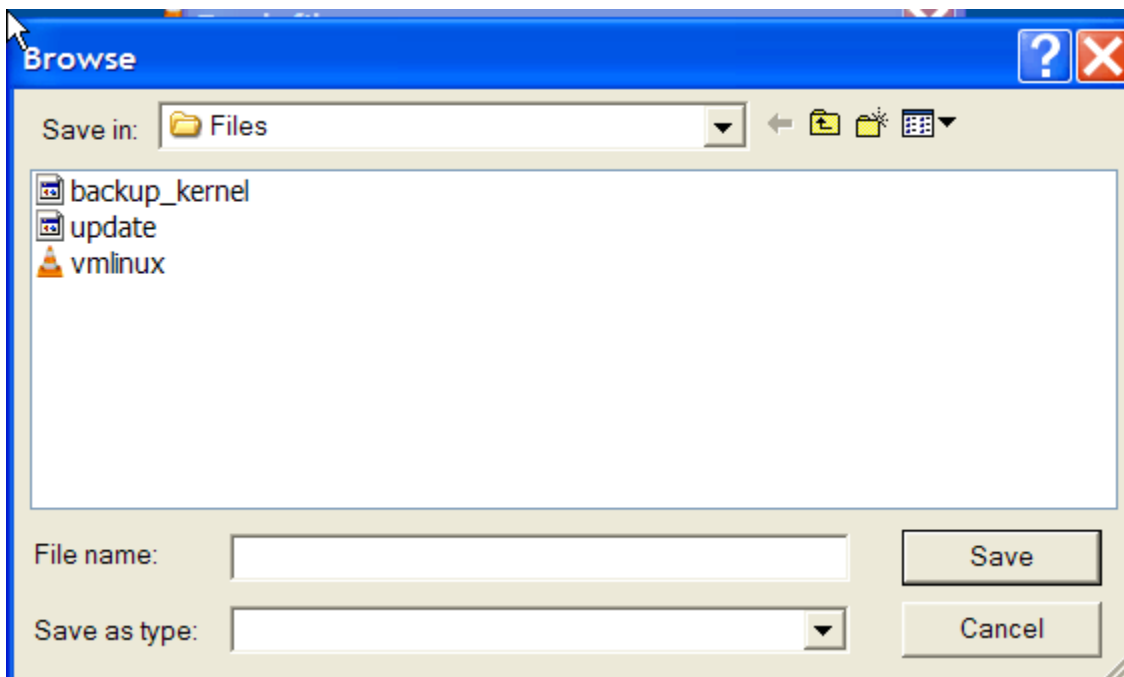 Browse
Save in: Files
backup_kernel
update
vmlinux
File name:
Save
Save as type:
Cancel